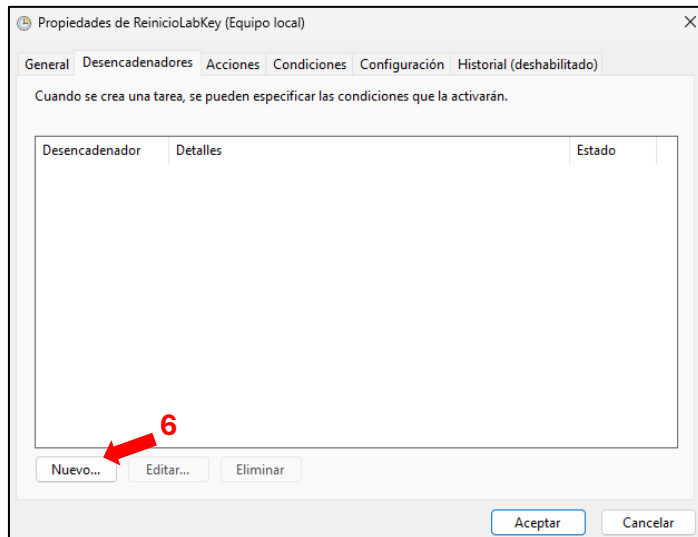 Propiedades de ReinicioLabKey (Equipo local)
General Desencadenadores Acciones Condiciones Configuración Historial (deshabilitado)
Cuando se crea una tarea, se pueden especificar las condiciones que la activarán.
Desencadenador Detalles Estado
6
Nuevo... Editar... Eliminar
Aceptar Cancelar